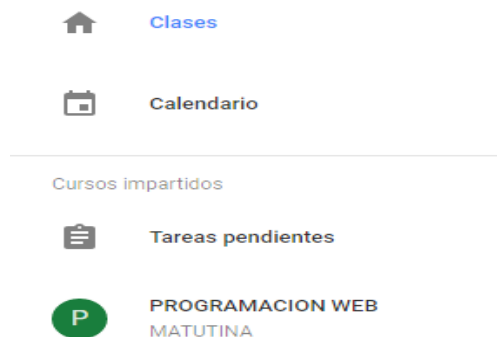 Clases
Calendario
Cursos impartidos
Tareas pendientes
P
PROGRAMACION WEB
MATUTINA